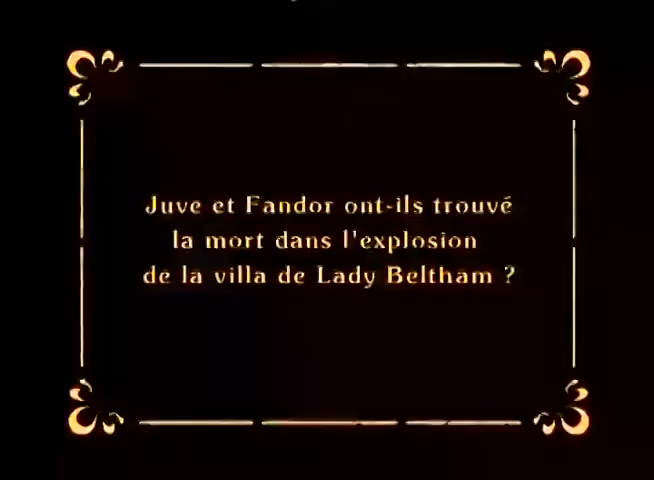 Juve et Fandor ont-ils trouvé
la mort dans l'explosion
de la villa de Lady Beltham ?